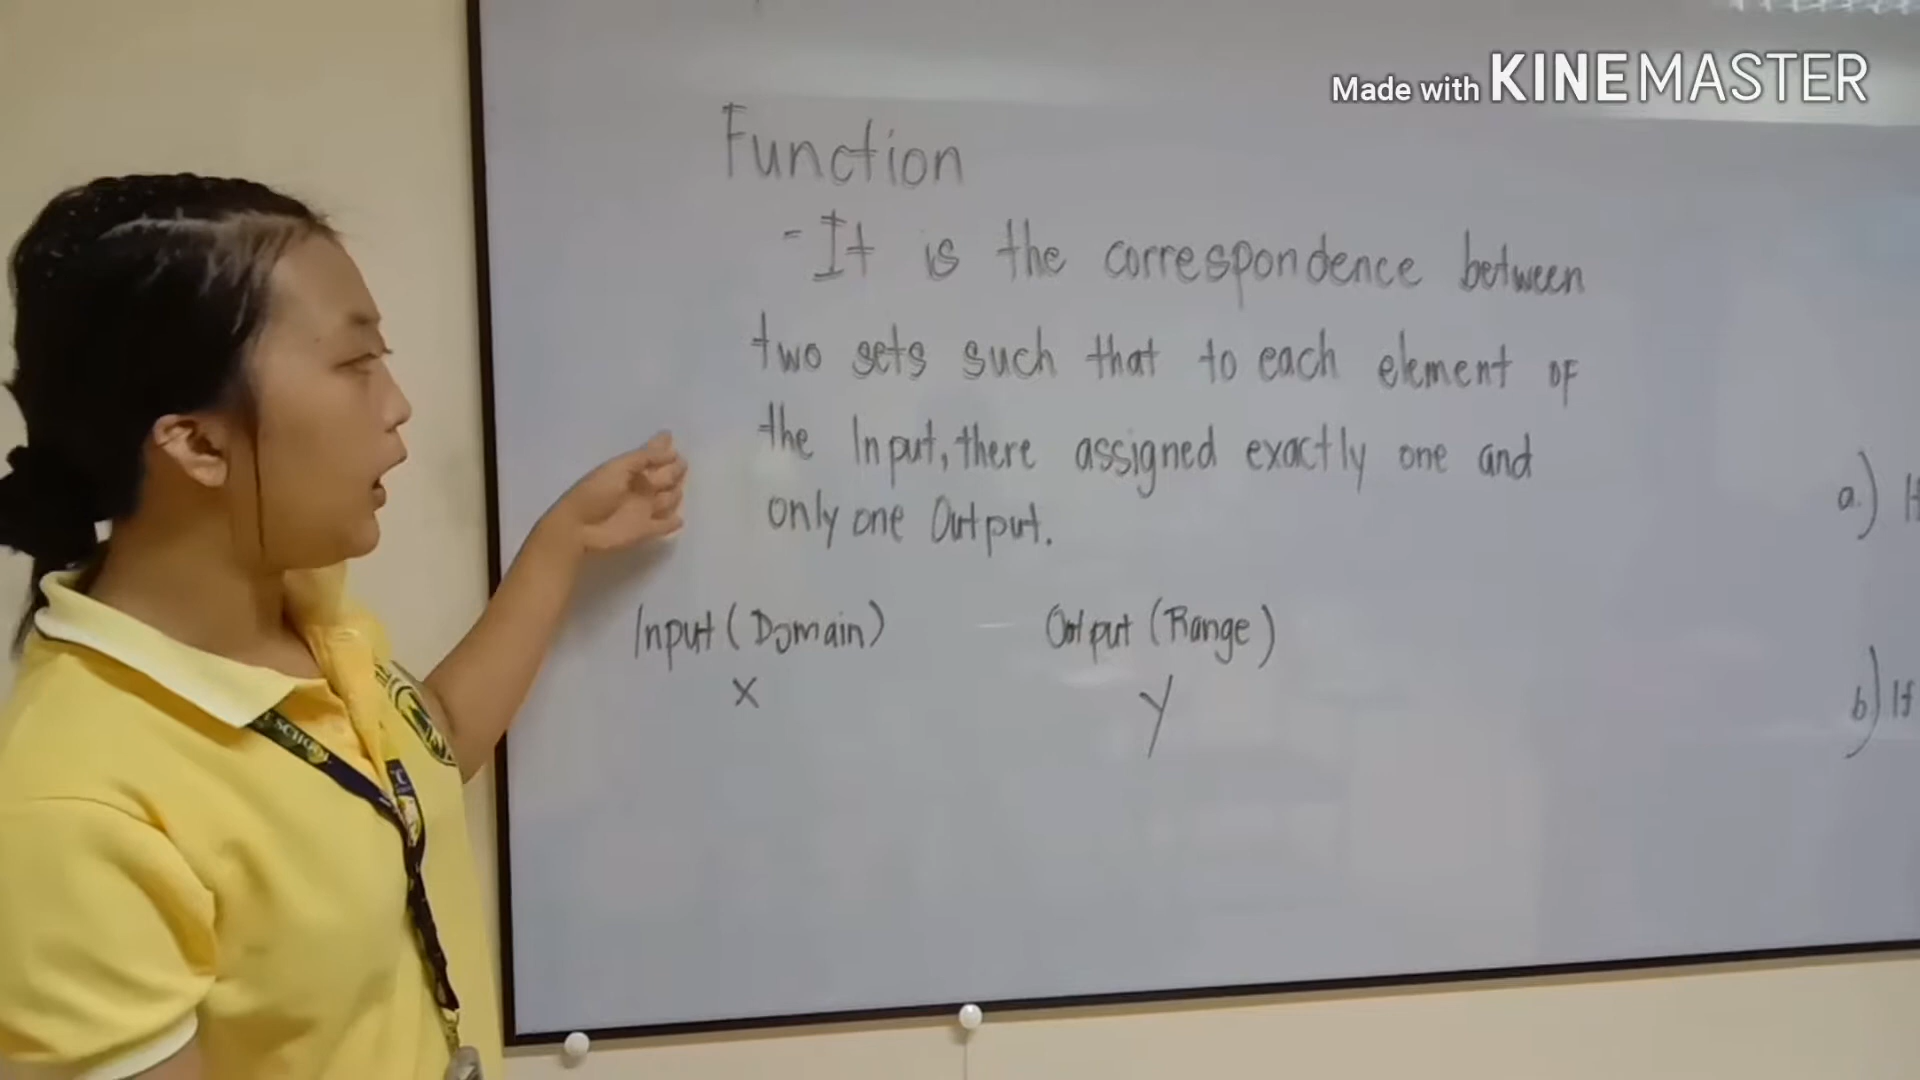 Made with KINEMASTER
Function
- It is the correspondence between
two sets such that to each element of
the Input, there assigned exactly one and
only one Output.
Input (Domain) Output (Range)
x y
a.)
b) If
SCHOOL